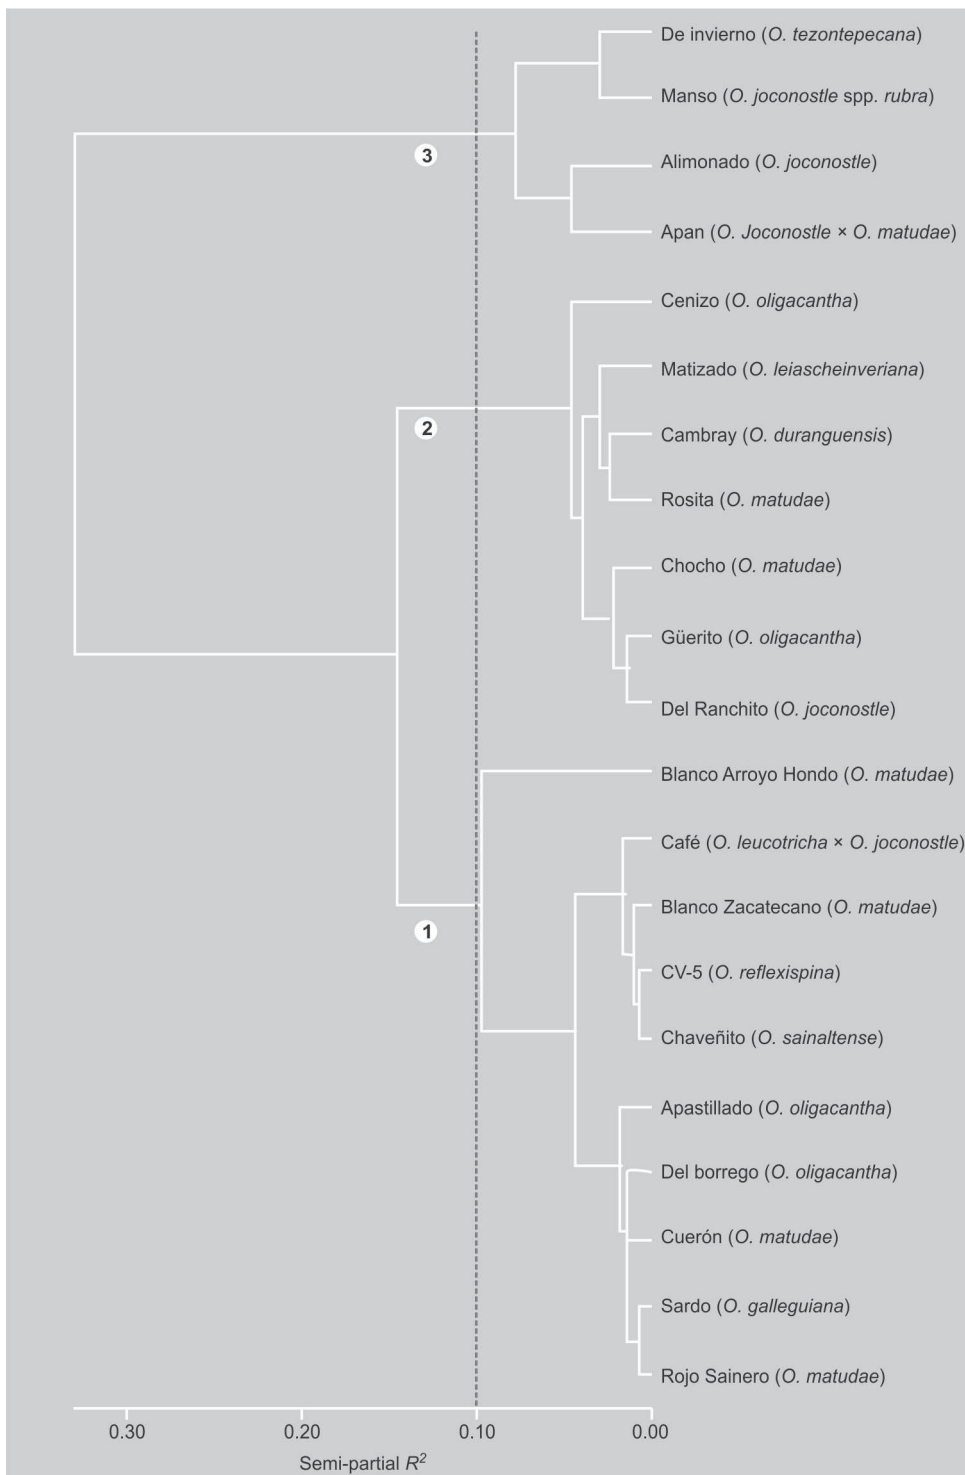 De invierno (O. tezontepecana)
Manso (O. joconostle spp. rubra)
3
Alimonado (O. joconostle)
Apan (O. Joconostle × O. matudae)
Cenizo (O. oligacantha)
Matizado (O. leiascheinveriana)
2
Cambray (O. duranguensis)
Rosita (O. matudae)
Chocho (O. matudae)
Güerito (O. oligacantha)
Del Ranchito (O. joconostle)
Blanco Arroyo Hondo (O. matudae)
Café (O. leucotricha × O. joconostle)
Blanco Zacatecano (O. matudae)
1
CV-5 (O. reflexispina)
Chaveñito (O. sainaltense)
Apastillado (O. oligacantha)
Del borrego (O. oligacantha)
Cuerón (O. matudae)
Sardo (O. galleguiana)
Rojo Sainero (O. matudae)
0.30 0.20 0.10 0.00
Semi-partial R²